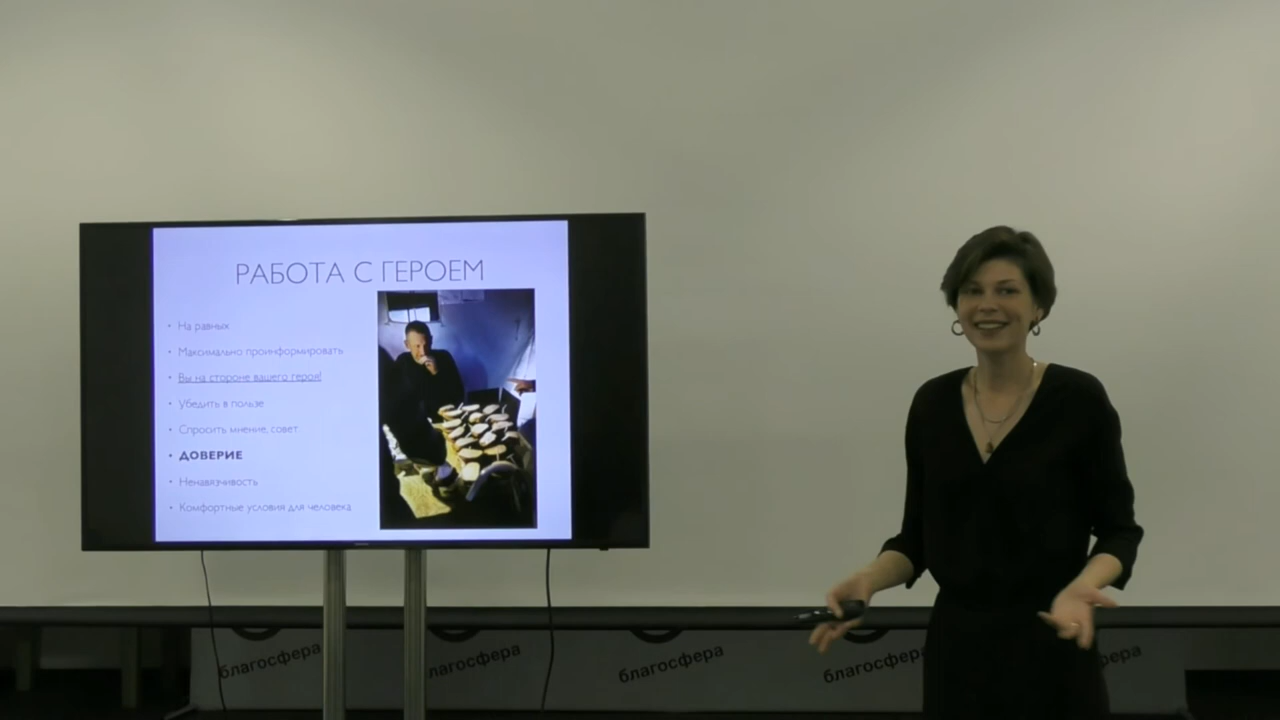 РАБОТА С ГЕРОЕМ
• На равных
• Максимально проинформировать
• Вы на стороне вашего героя!
• Убедить в пользе
• Спросить мнение, совет
• ДОВЕРИЕ
• Ненавязчивость
• Комфортные условия для человека
благосфера
благосфера
благосфера
благосфера